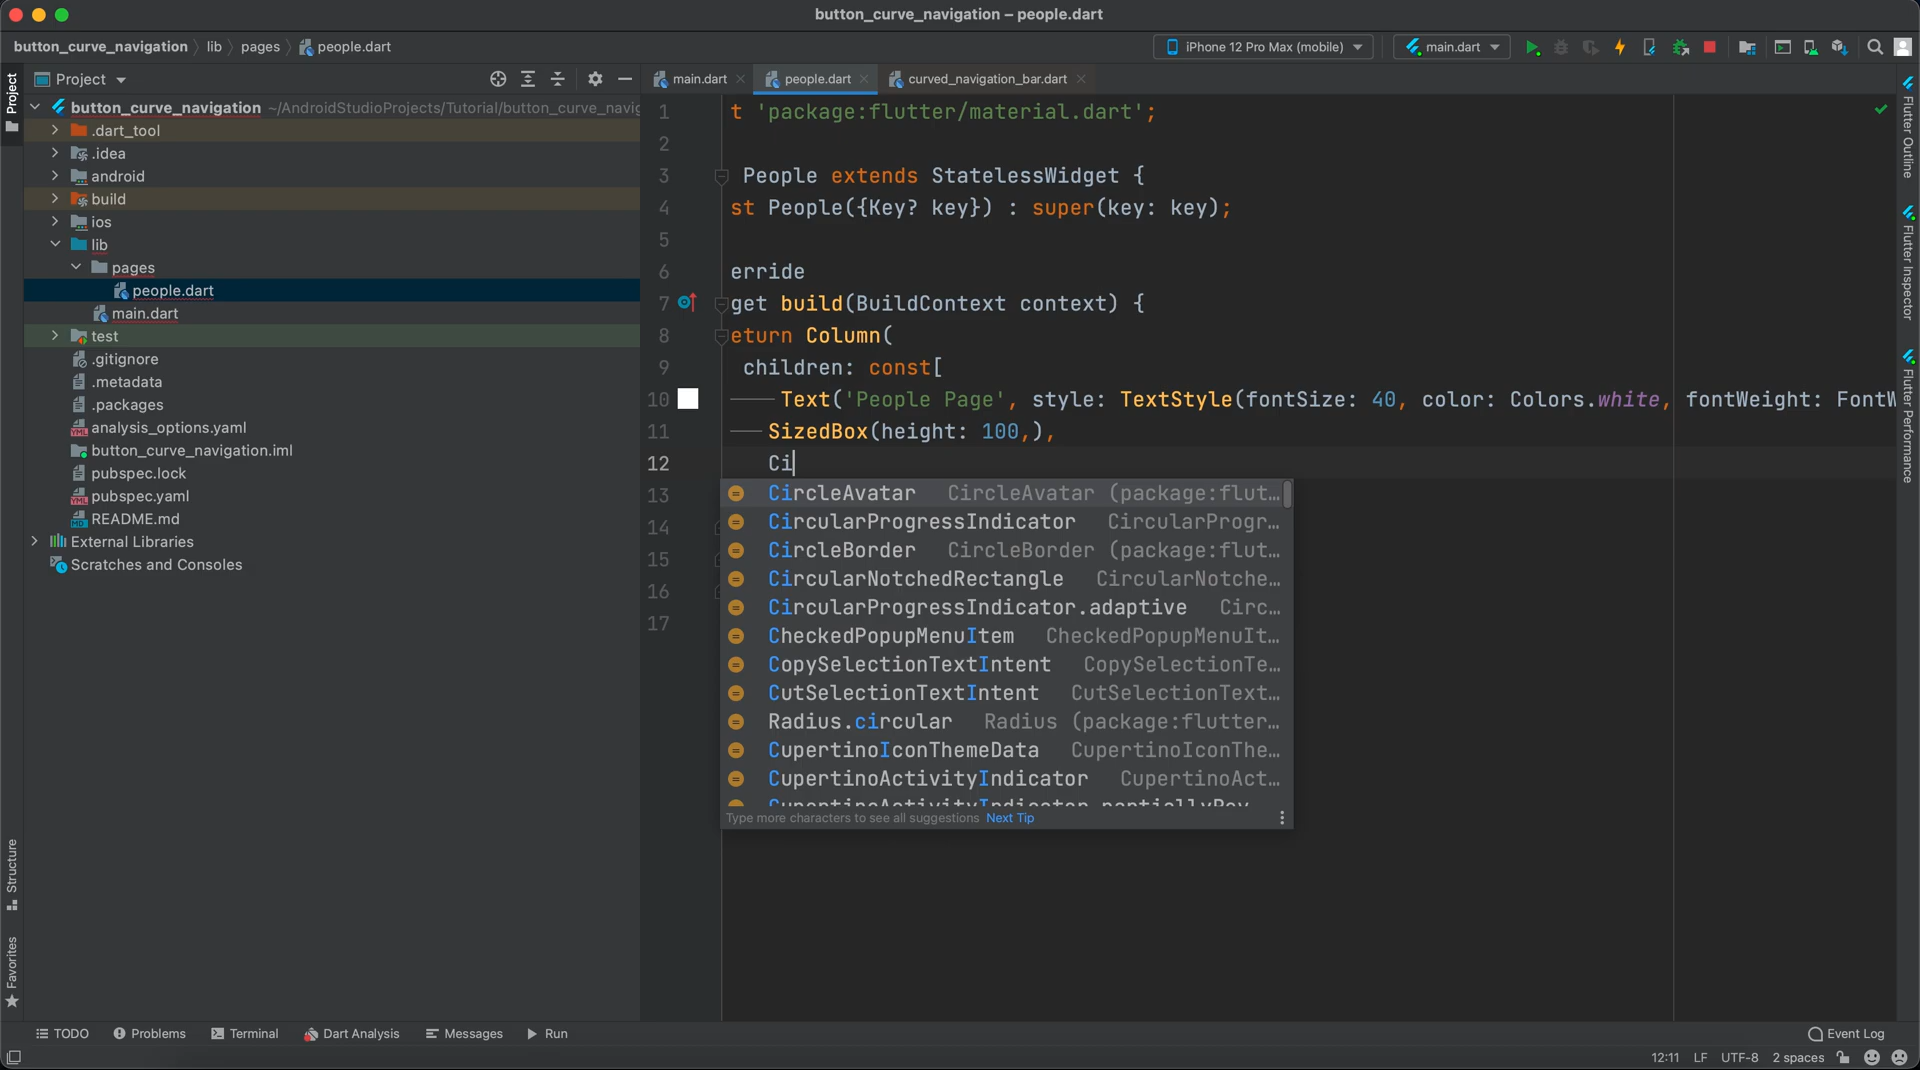 button_curve_navigation – people.dart
button_curve_navigation lib pages people.dart
iPhone 12 Pro Max (mobile) main.dart
Project
main.dart people.dart curved_navigation_bar.dart
Project
button_curve_navigation ~/AndroidStudioProjects/Tutorial/button_curve_navig
.dart_tool
.idea
android
build
ios
lib
pages
people.dart
main.dart
test
.gitignore
.metadata
.packages
analysis_options.yaml
button_curve_navigation.iml
pubspec.lock
pubspec.yaml
README.md
External Libraries
Scratches and Consoles
Structure
Favorites
1 t 'package:flutter/material.dart';
2
3 People extends StatelessWidget {
4 st People({Key? key}) : super(key: key);
5
6 erride
7 get build(BuildContext context) {
8 eturn Column(
9 children: const[
10 Text('People Page', style: TextStyle(fontSize: 40, color: Colors.white, fontWeight: FontW
11 SizedBox(height: 100,),
12 Ci
13
14
15
16
17
CircleAvatar CircleAvatar (package:flut…
CircularProgressIndicator CircularProgr…
CircleBorder CircleBorder (package:flut…
CircularNotchedRectangle CircularNotche…
CircularProgressIndicator.adaptive Circ…
CheckedPopupMenuItem CheckedPopupMenuIt…
CopySelectionTextIntent CopySelectionTe…
CutSelectionTextIntent CutSelectionText…
Radius.circular Radius (package:flutter…
CupertinoIconThemeData CupertinoIconThe…
CupertinoActivityIndicator CupertinoAct…
CupertinoActivityIndicator.partiallyRev
Type more characters to see all suggestions Next Tip
Flutter Outline
Flutter Inspector
Flutter Performance
TODO Problems Terminal Dart Analysis Messages Run Event Log
12:11 LF UTF-8 2 spaces